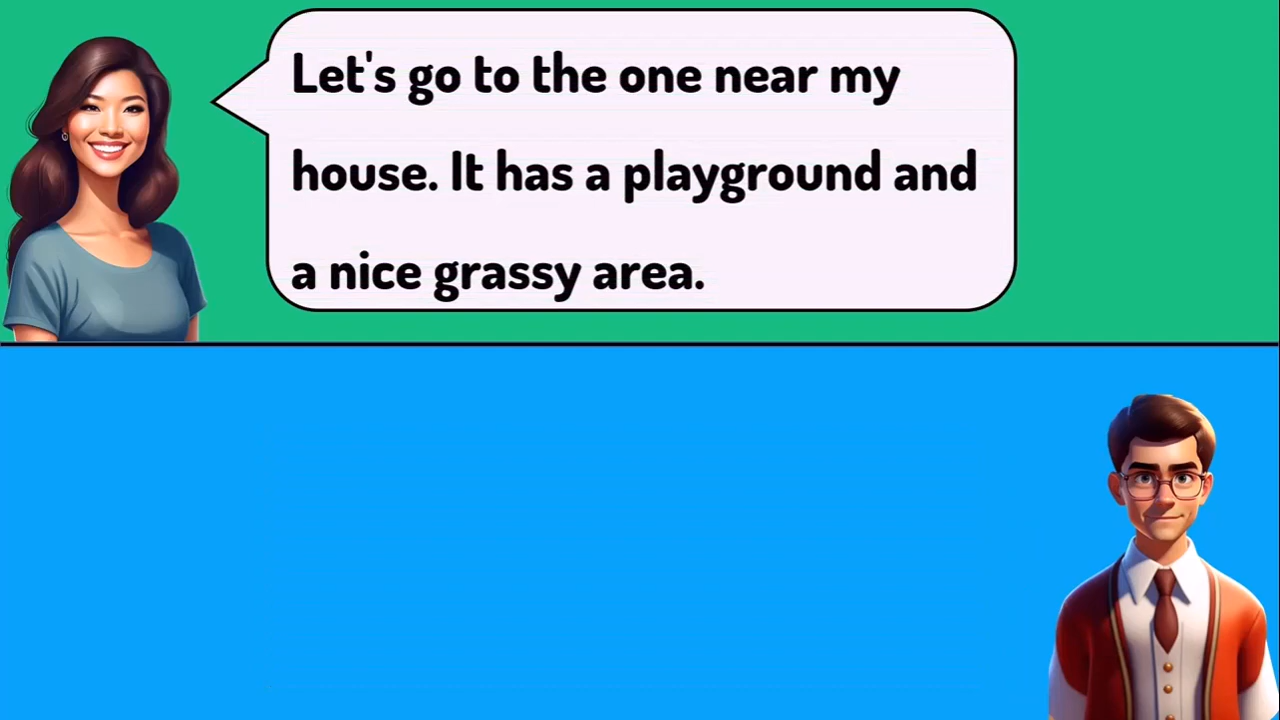 Let's go to the one near my
house. It has a playground and
a nice grassy area.